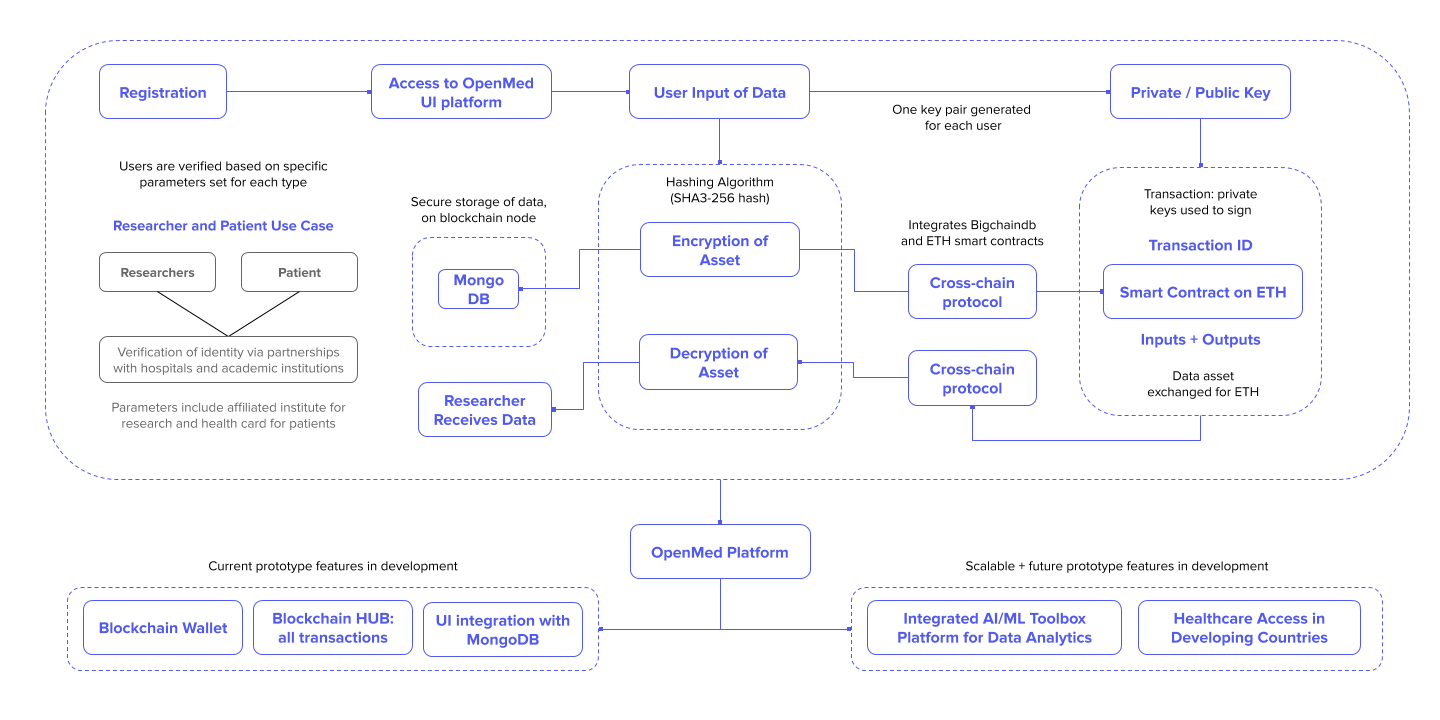 Registration
Access to OpenMed
UI platform
User Input of Data
One key pair generated
for each user
Private / Public Key
Users are verified based on specific
parameters set for each type
Researcher and Patient Use Case
Researchers
Patient
Verification of identity via partnerships
with hospitals and academic institutions
Parameters include affiliated institute for
research and health card for patients
Secure storage of data,
on blockchain node
Mongo
DB
Researcher
Receives Data
Hashing Algorithm
(SHA3-256 hash)
Encryption of
Asset
Decryption of
Asset
Integrates Bigchaindb
and ETH smart contracts
Cross-chain
protocol
Cross-chain
protocol
Transaction: private
keys used to sign
Transaction ID
Smart Contract on ETH
Inputs + Outputs
Data asset
exchanged for ETH
OpenMed Platform
Current prototype features in development
Blockchain Wallet
Blockchain HUB:
all transactions
UI integration with
MongoDB
Scalable + future prototype features in development
Integrated AI/ML Toolbox
Platform for Data Analytics
Healthcare Access in
Developing Countries